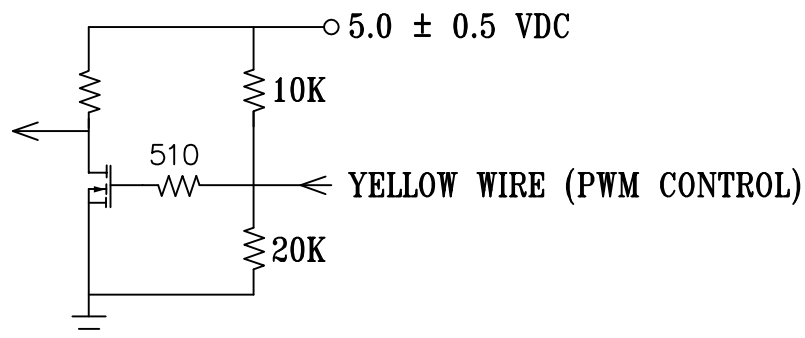 5.0 ± 0.5 VDC
10K
510
YELLOW WIRE (PWM CONTROL)
20K